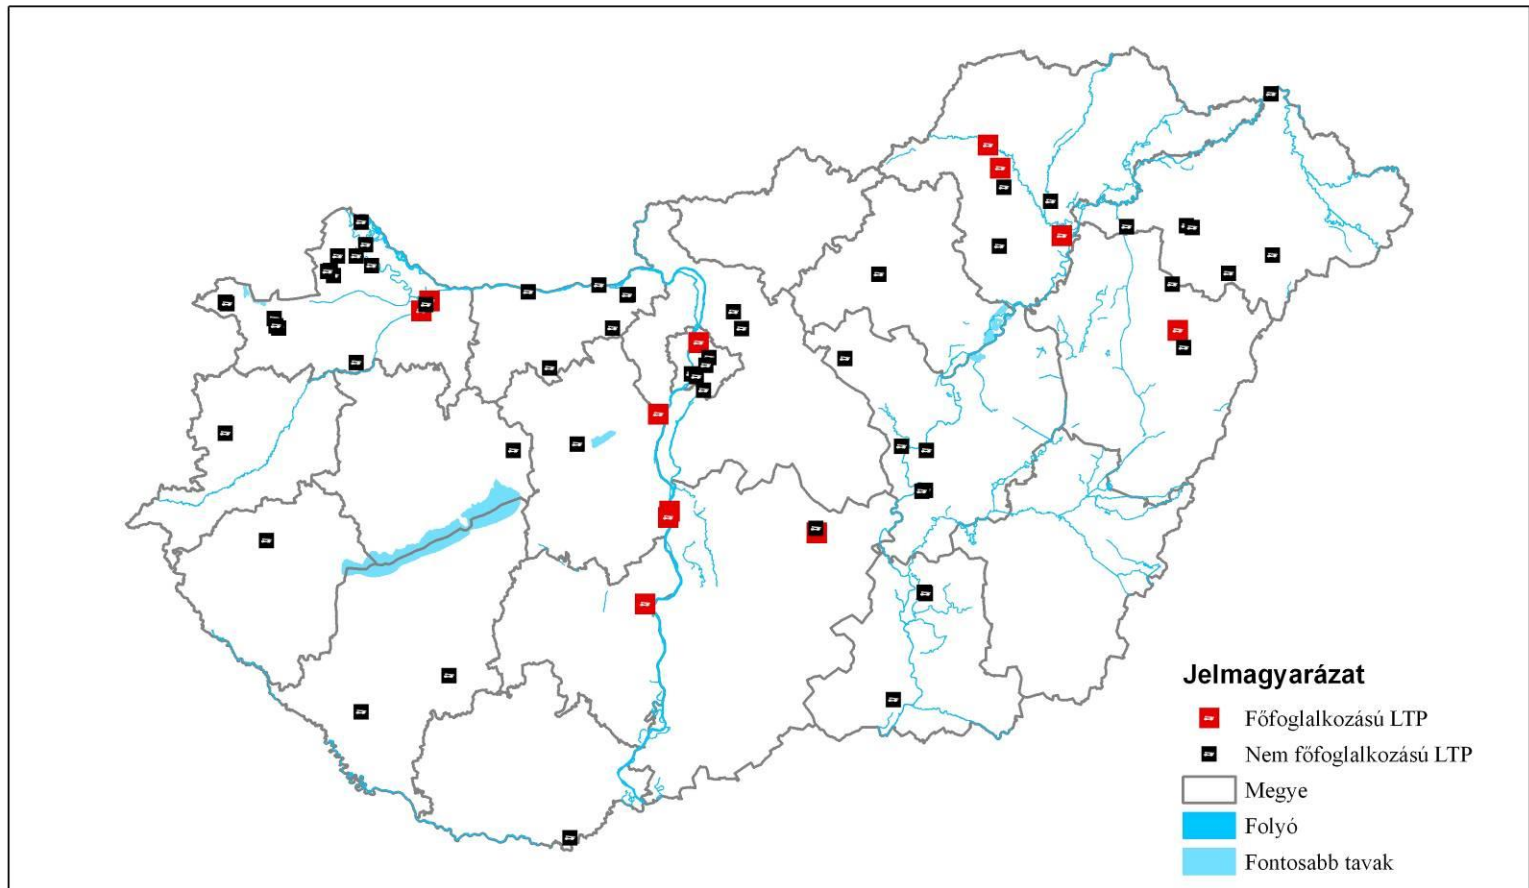 Jelmagyarázat
Főfoglalkozású LTP
Nem főfoglalkozású LTP
Megye
Folyó
Fontosabb tavak